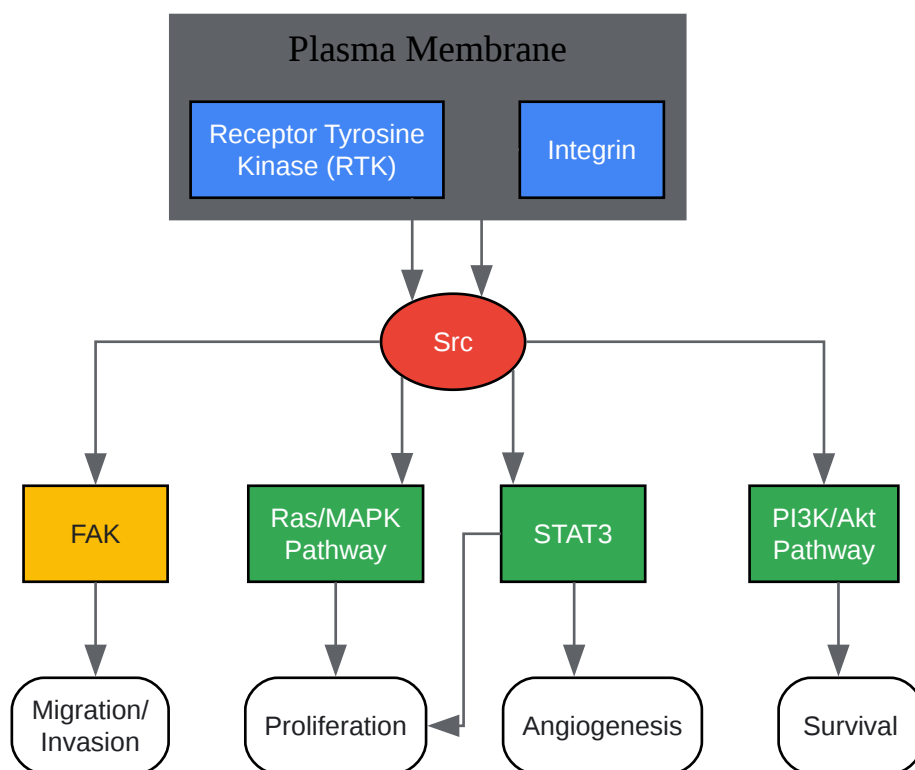 Plasma Membrane
Receptor Tyrosine
Kinase (RTK)
Integrin
Src
FAK
Ras/MAPK
Pathway
STAT3
PI3K/Akt
Pathway
Migration/
Invasion
Proliferation
Angiogenesis
Survival